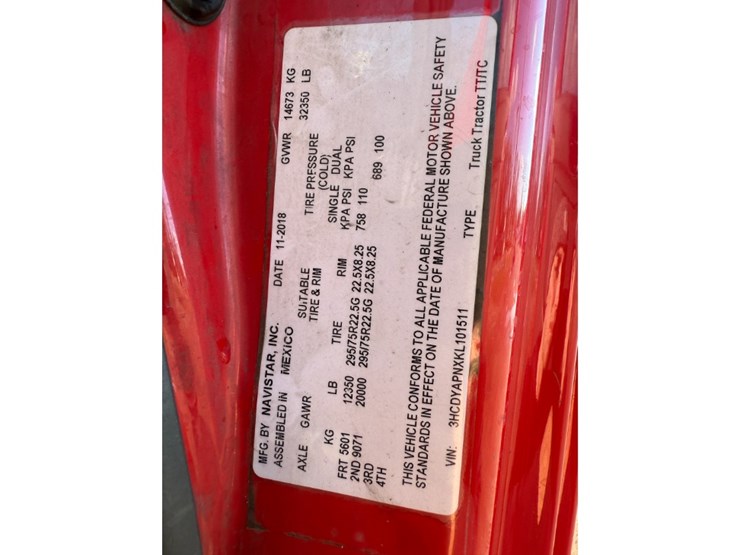 MFG. BY NAVISTAR, INC. DATE 11-2018 GVWR 14673 KG
ASSEMBLED IN MEXICO 32350 LB
SUITABLE TIRE PRESSURE
AXLE GAWR TIRE & RIM (COLD)
SINGLE DUAL
KG LB TIRE RIM KPA PSI KPA PSI
FRT 5601 12350 295/75R22.5G 22.5X8.25 758 110
2ND 9071 20000 295/75R22.5G 22.5X8.25 689 100
3RD
4TH
THIS VEHICLE CONFORMS TO ALL APPLICABLE FEDERAL MOTOR VEHICLE SAFETY
STANDARDS IN EFFECT ON THE DATE OF MANUFACTURE SHOWN ABOVE.
VIN: 3HCDYAPNXKL101511 TYPE Truck Tractor TT/TC